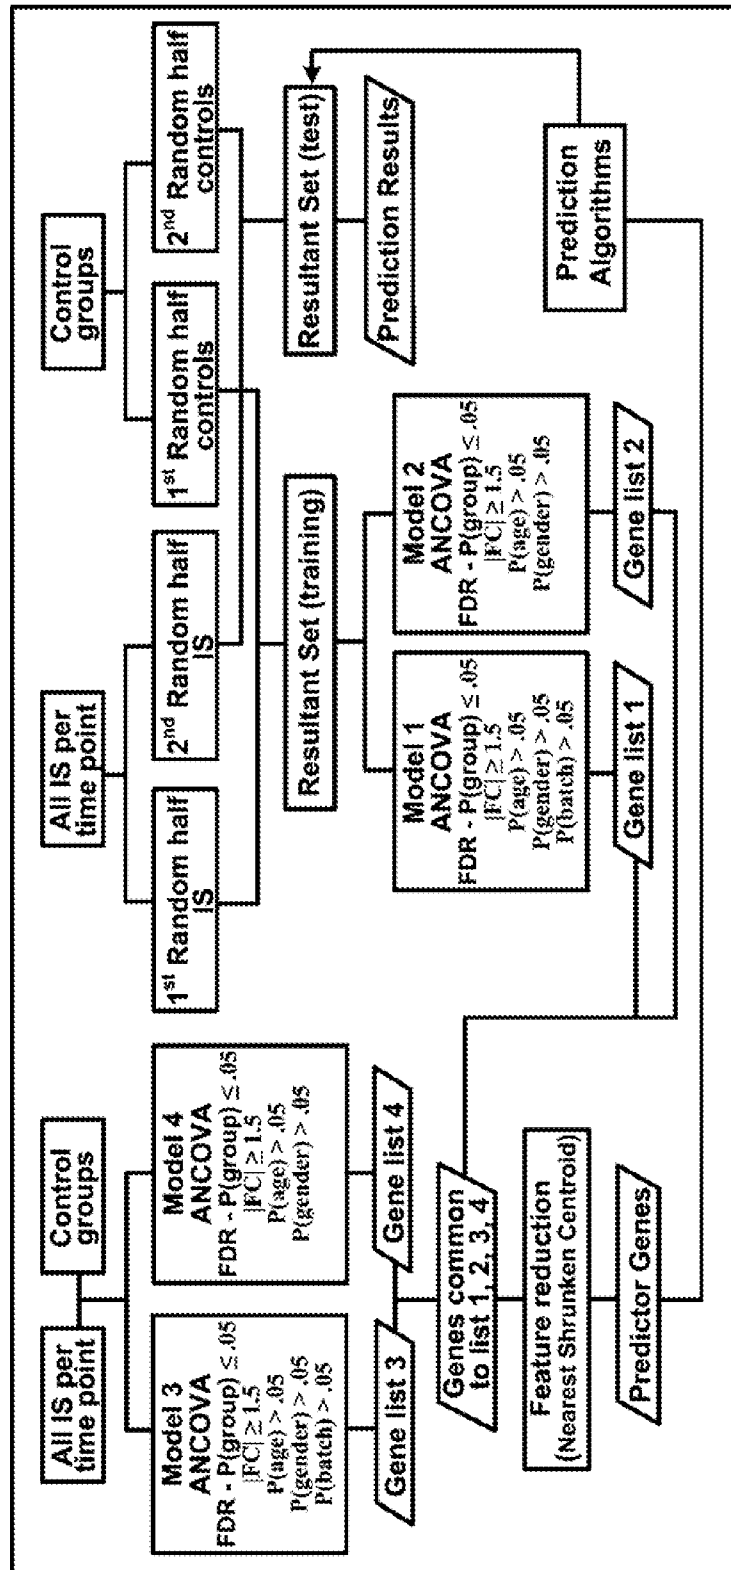 All IS per
time point
Control
groups
Model 3
ANCOVA
FDR - P(group) ≤ .05
|FC| ≥ 1.5
P(age) > .05
P(gender) > .05
P(batch) > .05
Model 4
ANCOVA
FDR - P(group) ≤ .05
|FC| ≥ 1.5
P(age) > .05
P(gender) > .05
Gene list 3
Gene list 4
Genes common
to list 1, 2, 3, 4
Feature reduction
(Nearest Shrunken Centroid)
Predictor Genes
All IS per
time point
Control
groups
1st Random half
IS
2nd Random half
IS
1st Random half
controls
2nd Random half
controls
Resultant Set (training)
Resultant Set (test)
Prediction Results
Model 1
ANCOVA
FDR - P(group) ≤ .05
|FC| ≥ 1.5
P(age) > .05
P(gender) > .05
P(batch) > .05
Model 2
ANCOVA
FDR - P(group) ≤ .05
|FC| ≥ 1.5
P(age) > .05
P(gender) > .05
Gene list 1
Gene list 2
Prediction
Algorithms